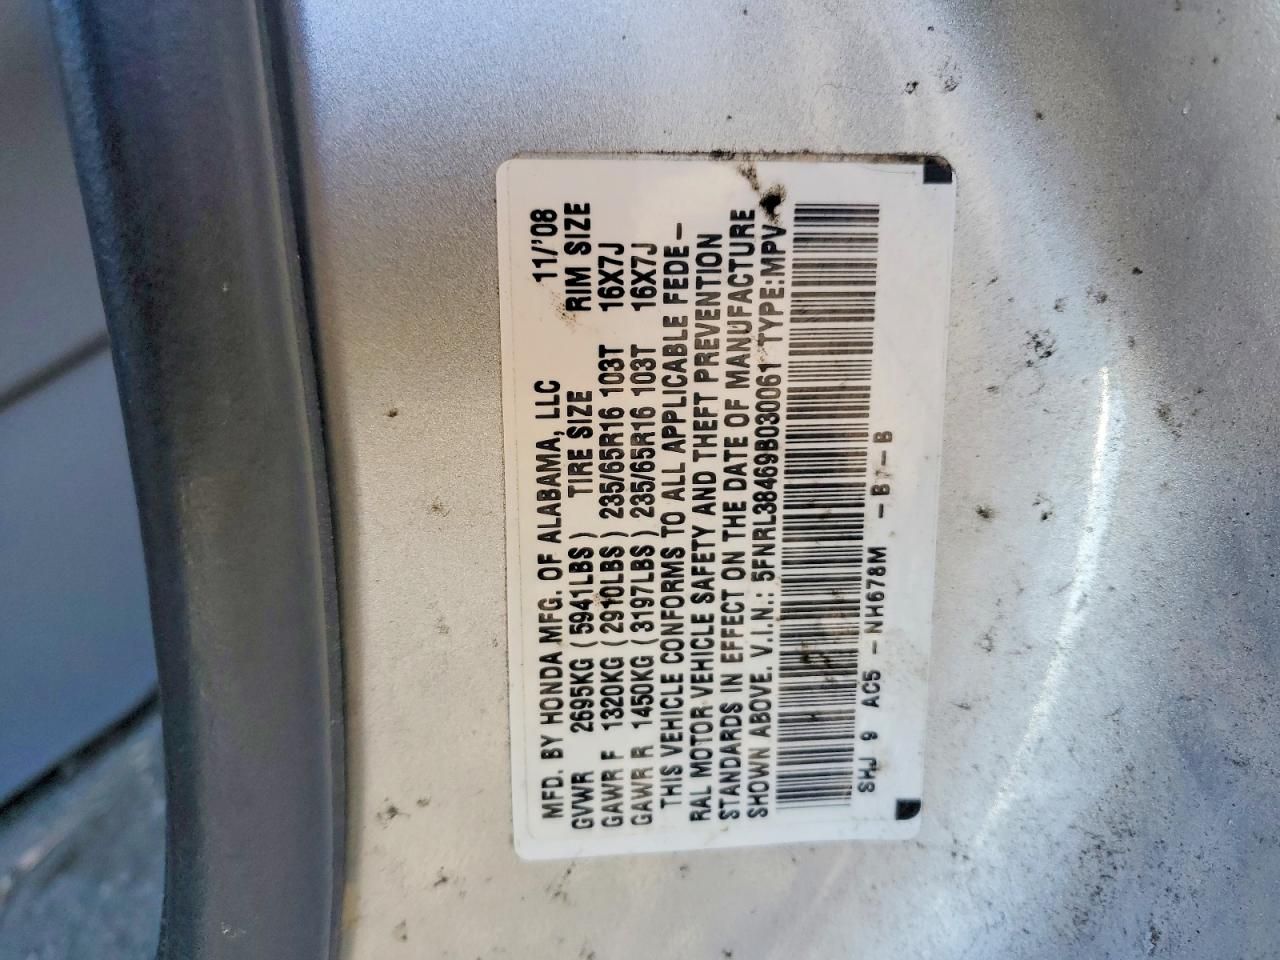 MFD. BY HONDA MFG. OF ALABAMA, LLC 11/'08
GVWR 2695KG (5941LBS) TIRE SIZE RIM SIZE
GAWR F 1320KG (2910LBS) 235/65R16 103T 16X7J
GAWR R 1450KG (3197LBS) 235/65R16 103T 16X7J
THIS VEHICLE CONFORMS TO ALL APPLICABLE FEDE-
RAL MOTOR VEHICLE SAFETY AND THEFT PREVENTION
STANDARDS IN EFFECT ON THE DATE OF MANUFACTURE
SHOWN ABOVE. V.I.N.: 5FNRL38469B030061 TYPE:MPV
SHJ 9 AC5 -NH678M -B7-B